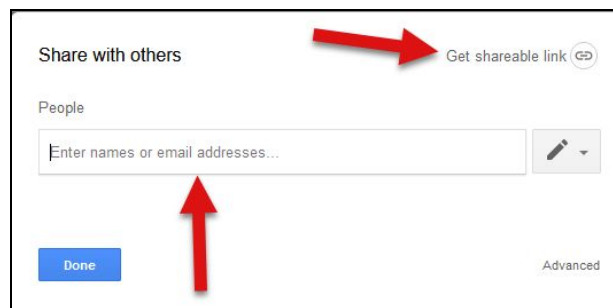 Share with others
Get shareable link
People
Enter names or email addresses...
Done
Advanced